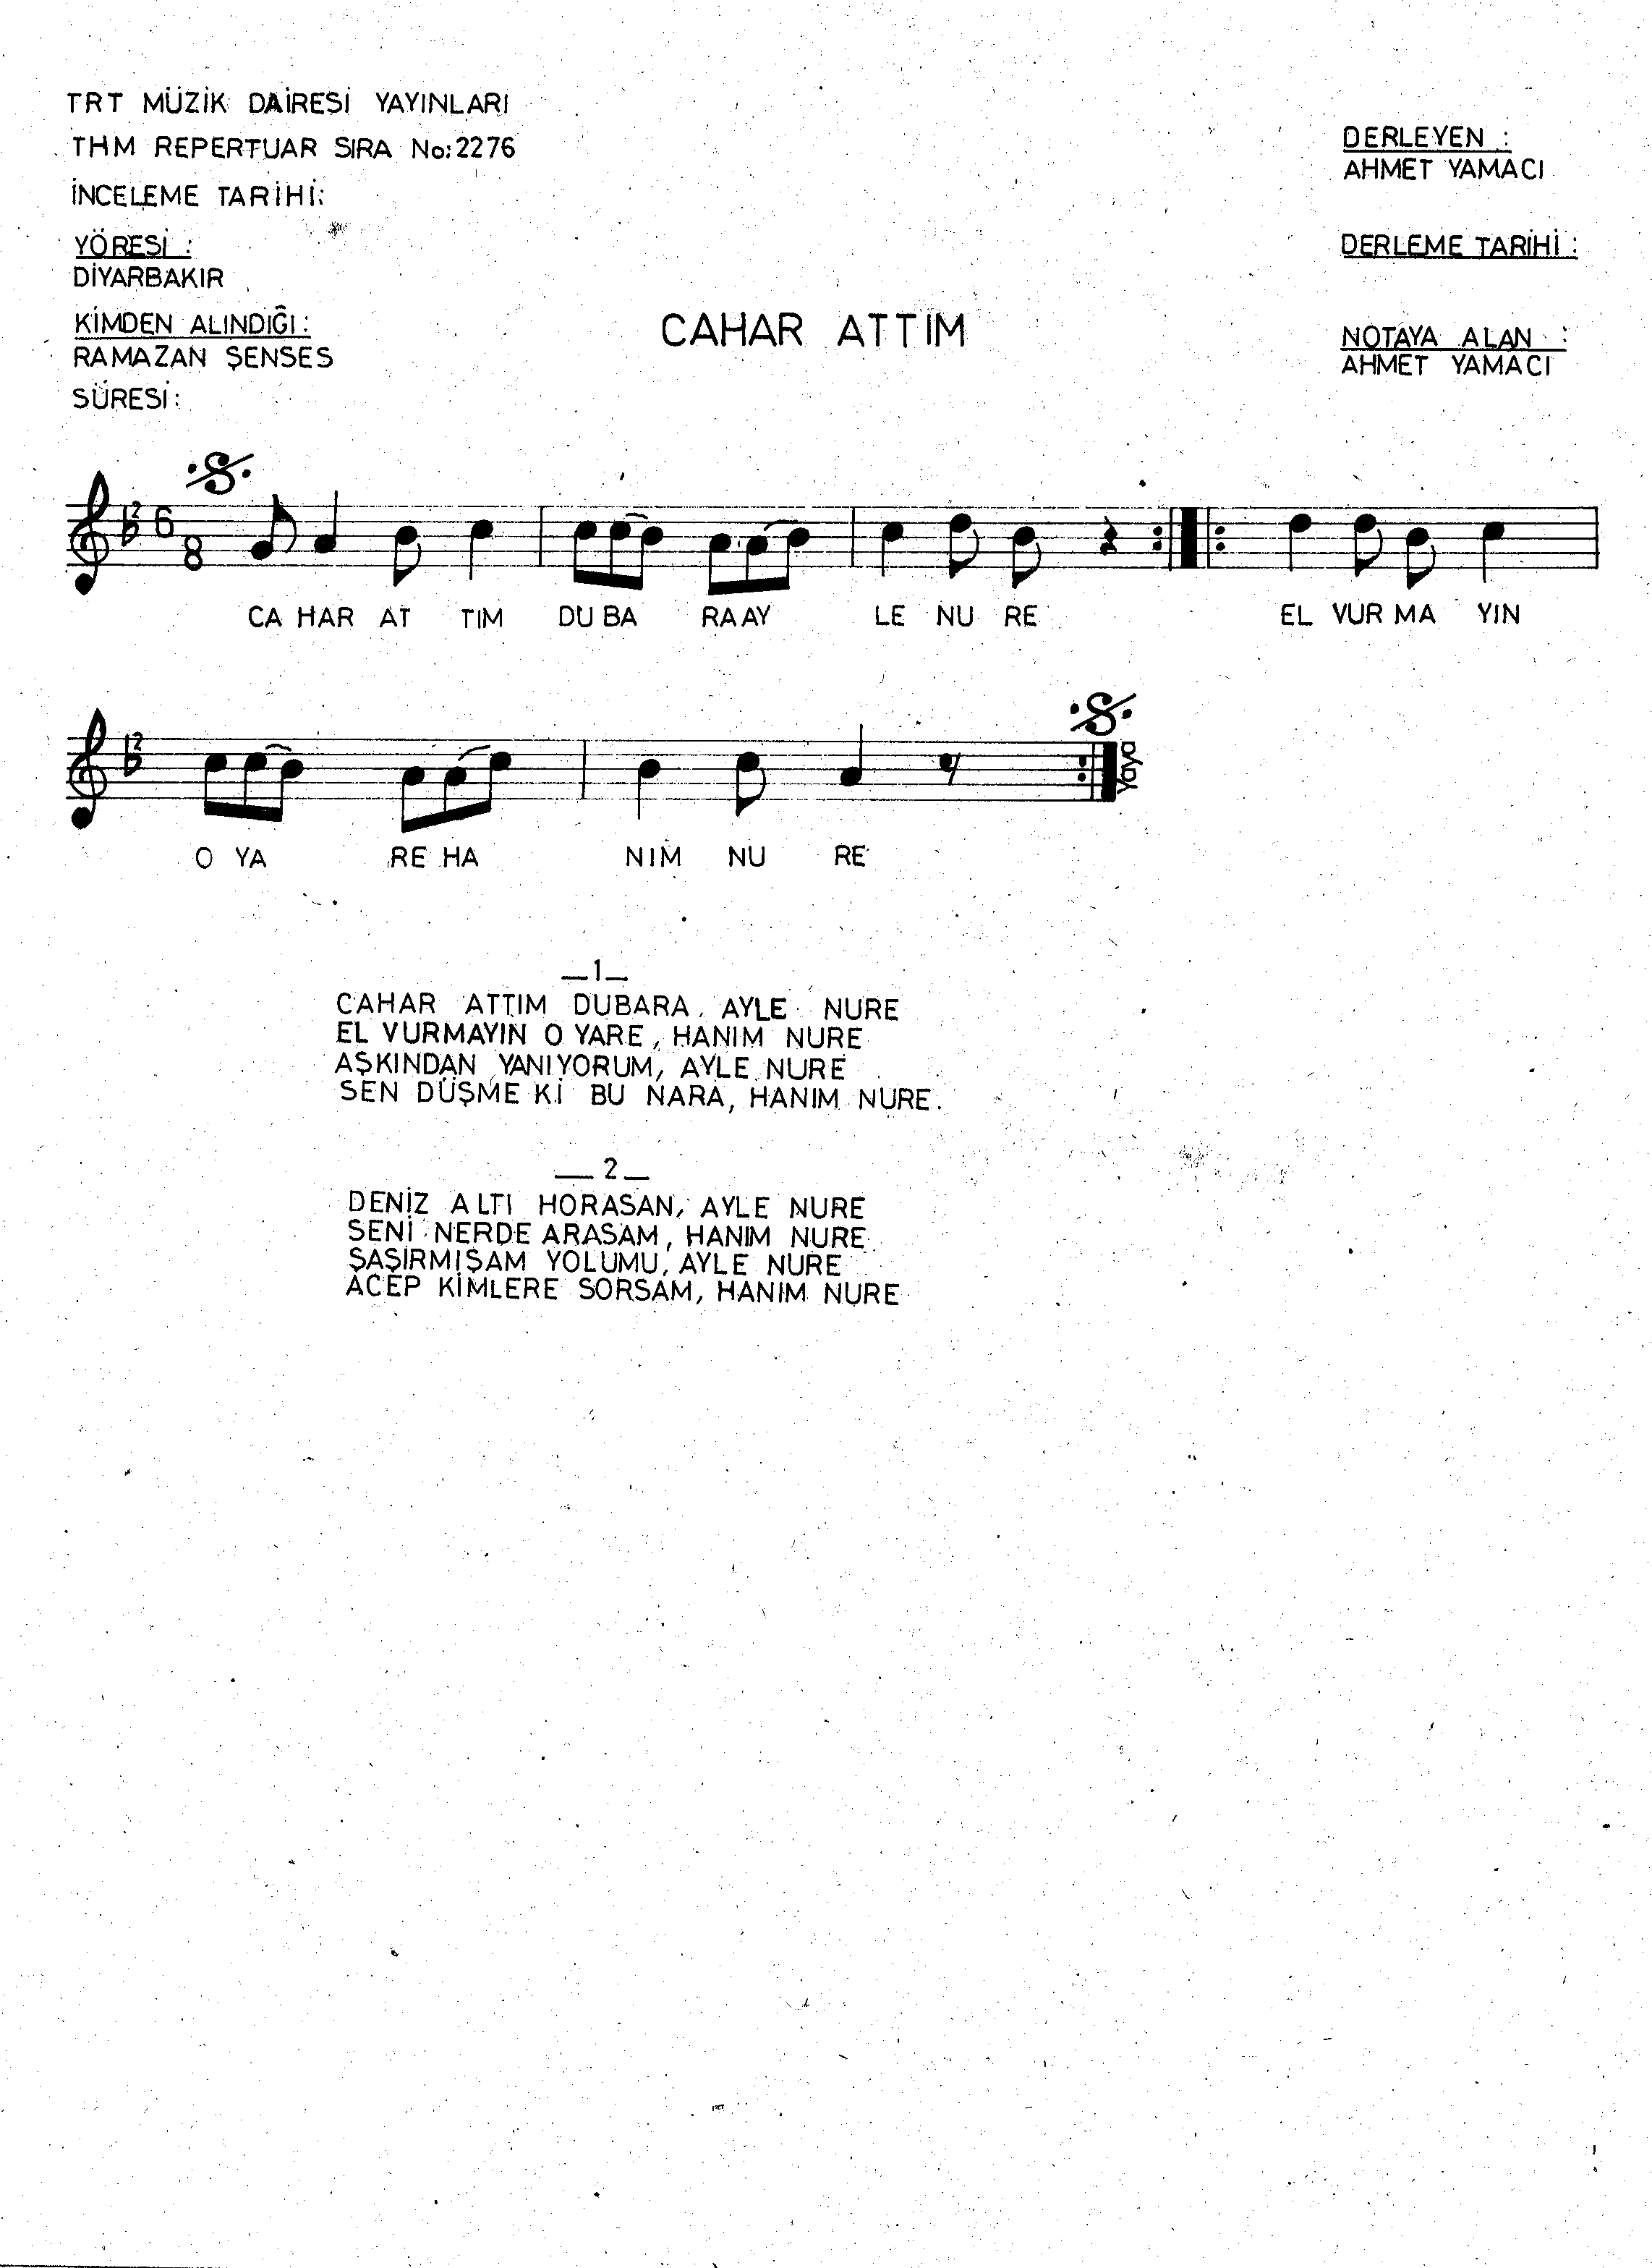 TRT MÜZİK DAİRESİ YAYINLARI
THM REPERTUAR SIRA No: 2276
İNCELEME TARİHİ:
YÖRESİ :
DİYARBAKIR
KİMDEN ALINDIĞI :
RAMAZAN ŞENSES
SÜRESİ :
CAHAR ATTIM
DERLEYEN :
AHMET YAMACI
DERLEME TARİHİ :
NOTAYA ALAN :
AHMET YAMACI
2 6 8
CA HAR AT TIM DU BA RA AY LE NU RE EL VUR MA YIN
2
Yaya
O YA RE HA NIM NU RE
_1_
CAHAR ATTIM DUBARA, AYLE NURE
EL VURMAYIN O YARE, HANIM NURE
AŞKINDAN YANIYORUM, AYLE NURE
SEN DÜŞME Kİ BU NARA, HANIM NURE.
_2_
DENİZ ALTI HORASAN, AYLE NURE
SENİ NERDE ARASAM, HANIM NURE
ŞAŞIRMIŞAM YOLUMU, AYLE NURE
ACEP KİMLERE SORSAM, HANIM NURE